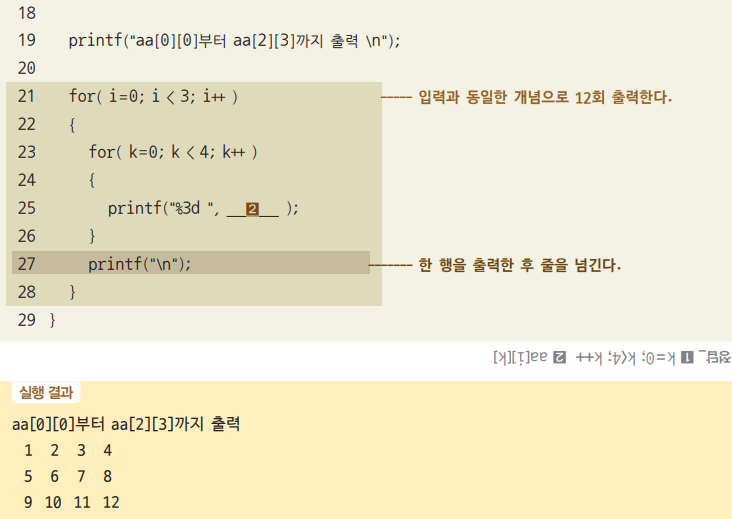 18
19 printf("aa[0][0]부터 aa[2][3]까지 출력 \n");
20
21 for( i=0; i < 3; i++ ) 입력과 동일한 개념으로 12회 출력한다.
22 {
23 for( k=0; k < 4; k++ )
24 {
25 printf("%3d ", __2__ );
26 }
27 printf("\n"); 한 행을 출력한 후 줄을 넘긴다.
28 }
29 }
정답_ 1 k=0; k<4; k++ 2 aa[i][k]
실행 결과
aa[0][0]부터 aa[2][3]까지 출력
1 2 3 4
5 6 7 8
9 10 11 12